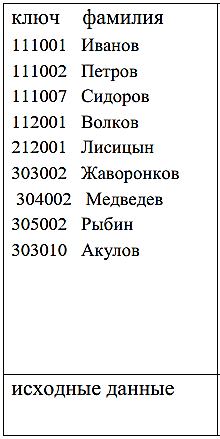 ключ фамилия
111001 Иванов
111002 Петров
111007 Сидоров
112001 Волков
212001 Лисицын
303002 Жаворонков
304002 Медведев
305002 Рыбин
303010 Акулов
исходные данные